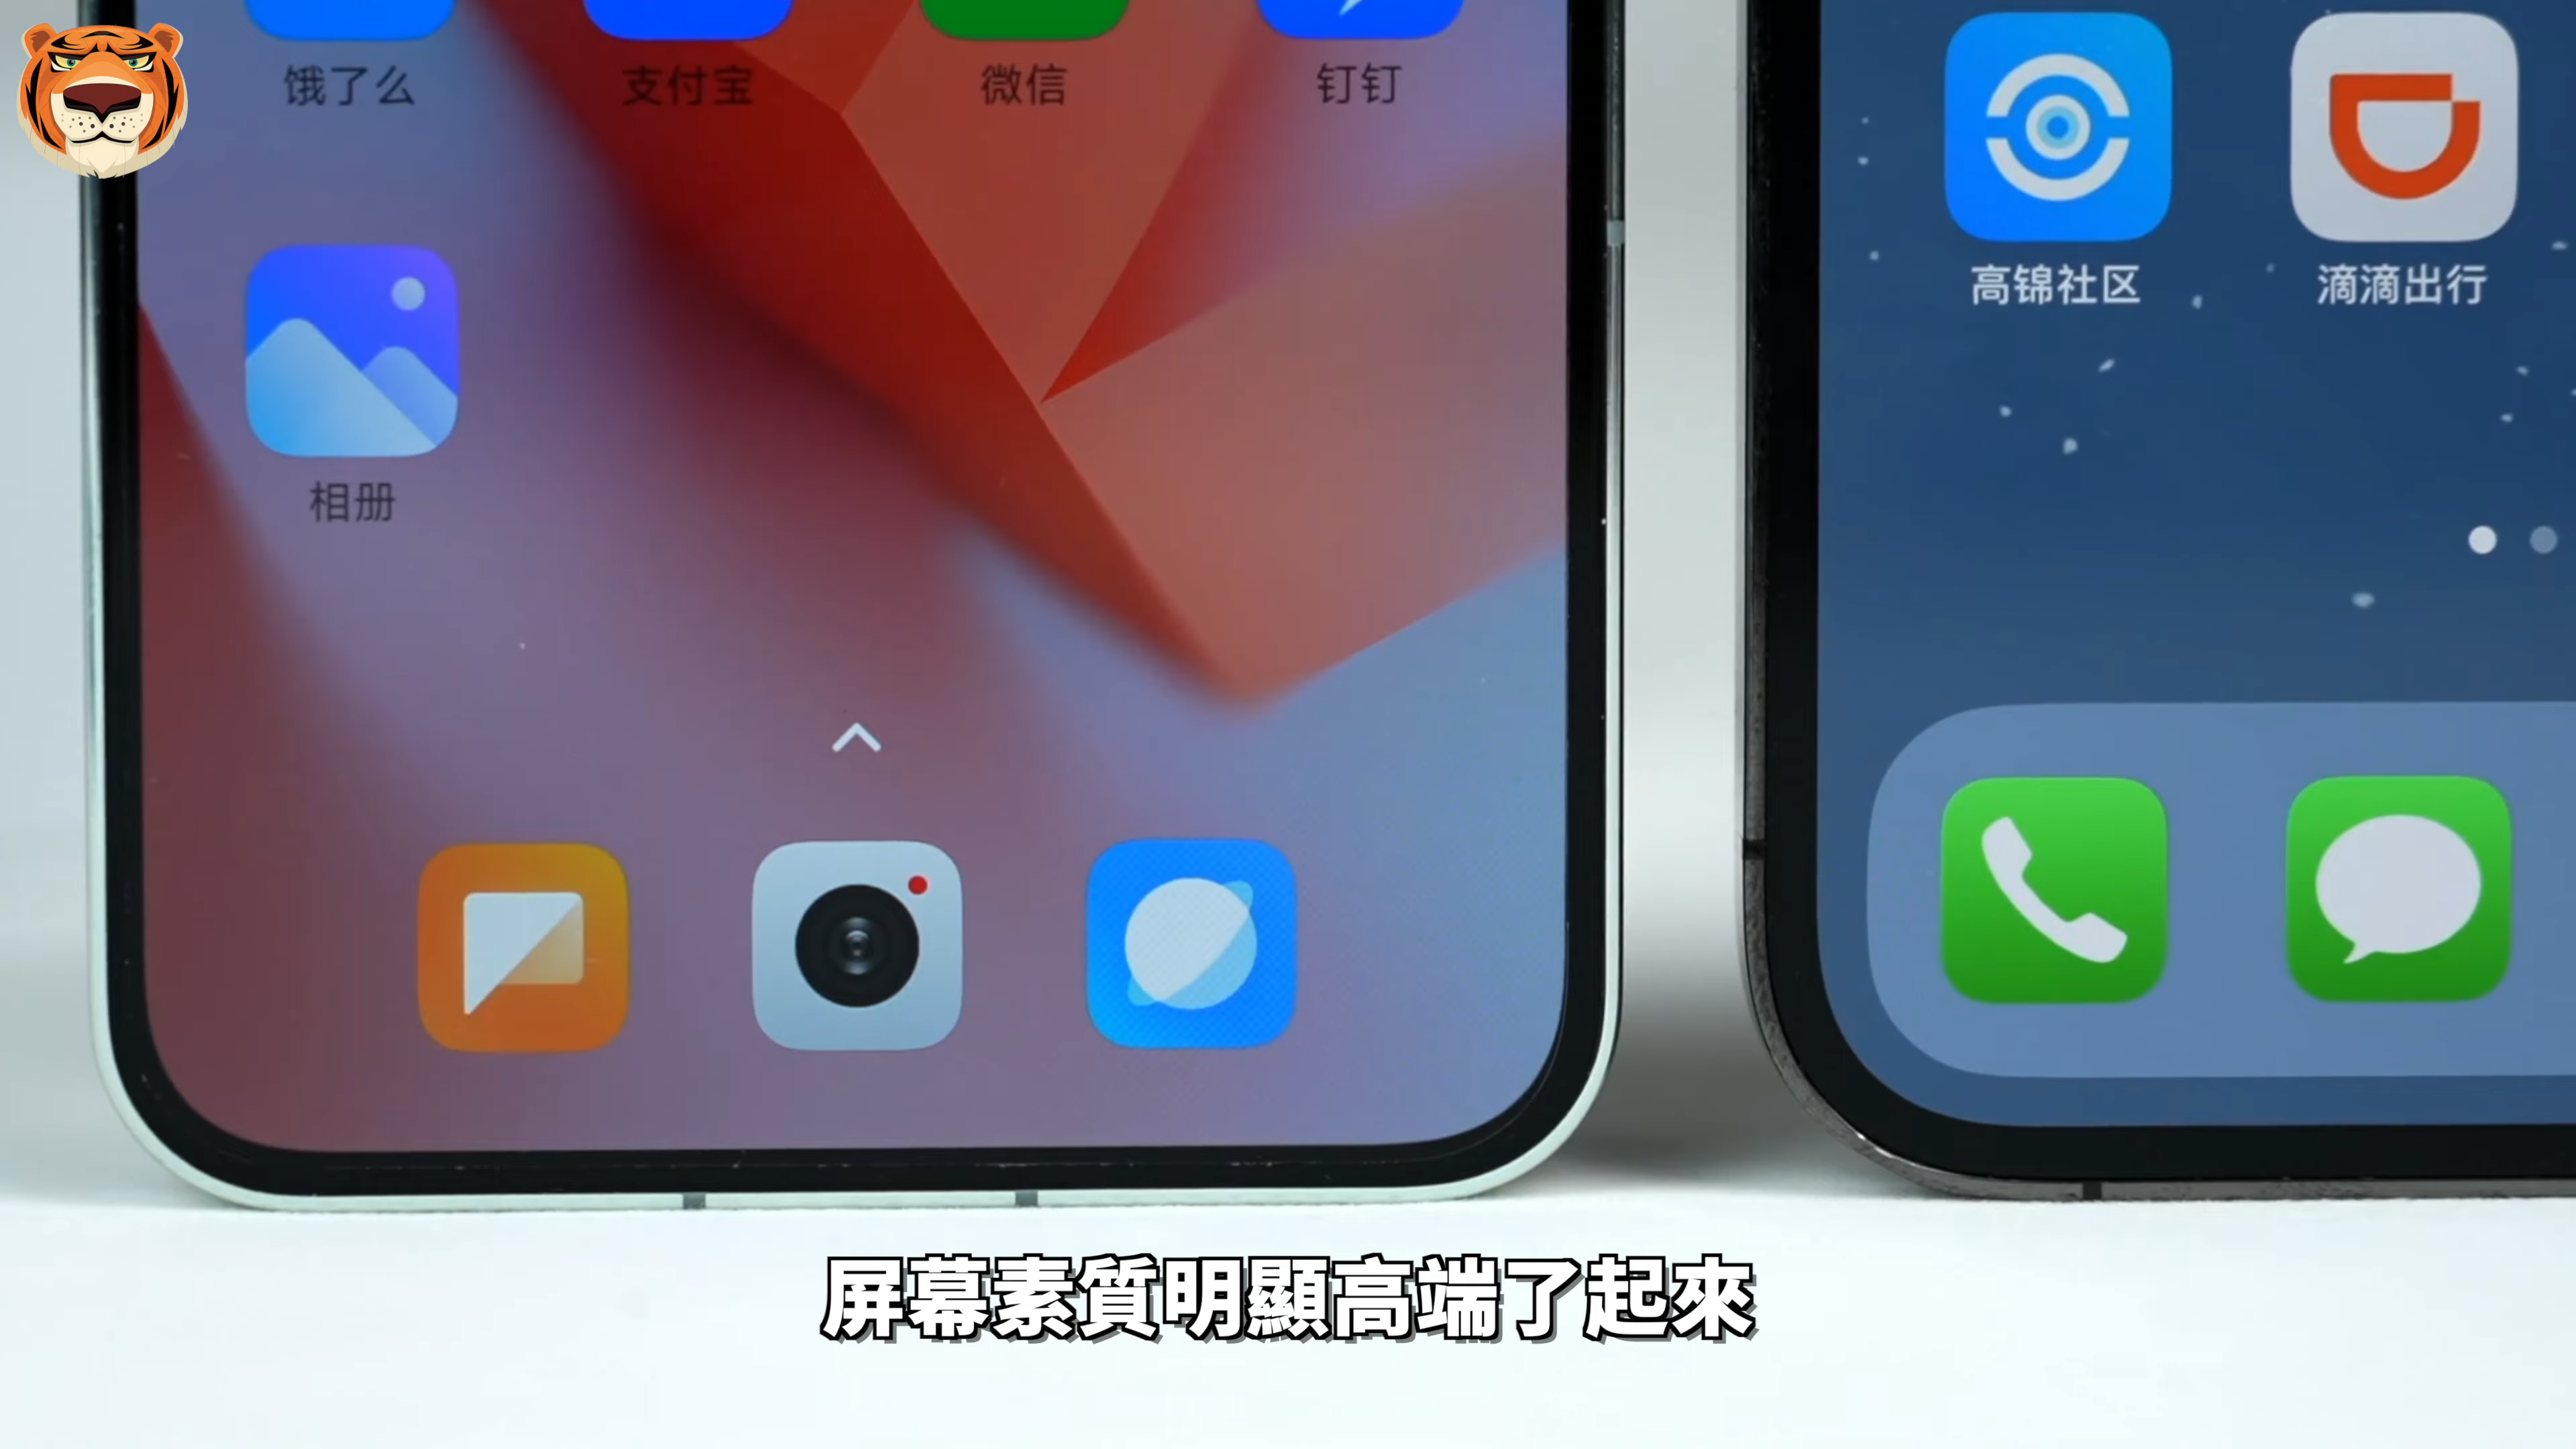 饿了么
支付宝
微信
钉钉
高锦社区
滴滴出行
相册
屏幕素質明顯高端了起來